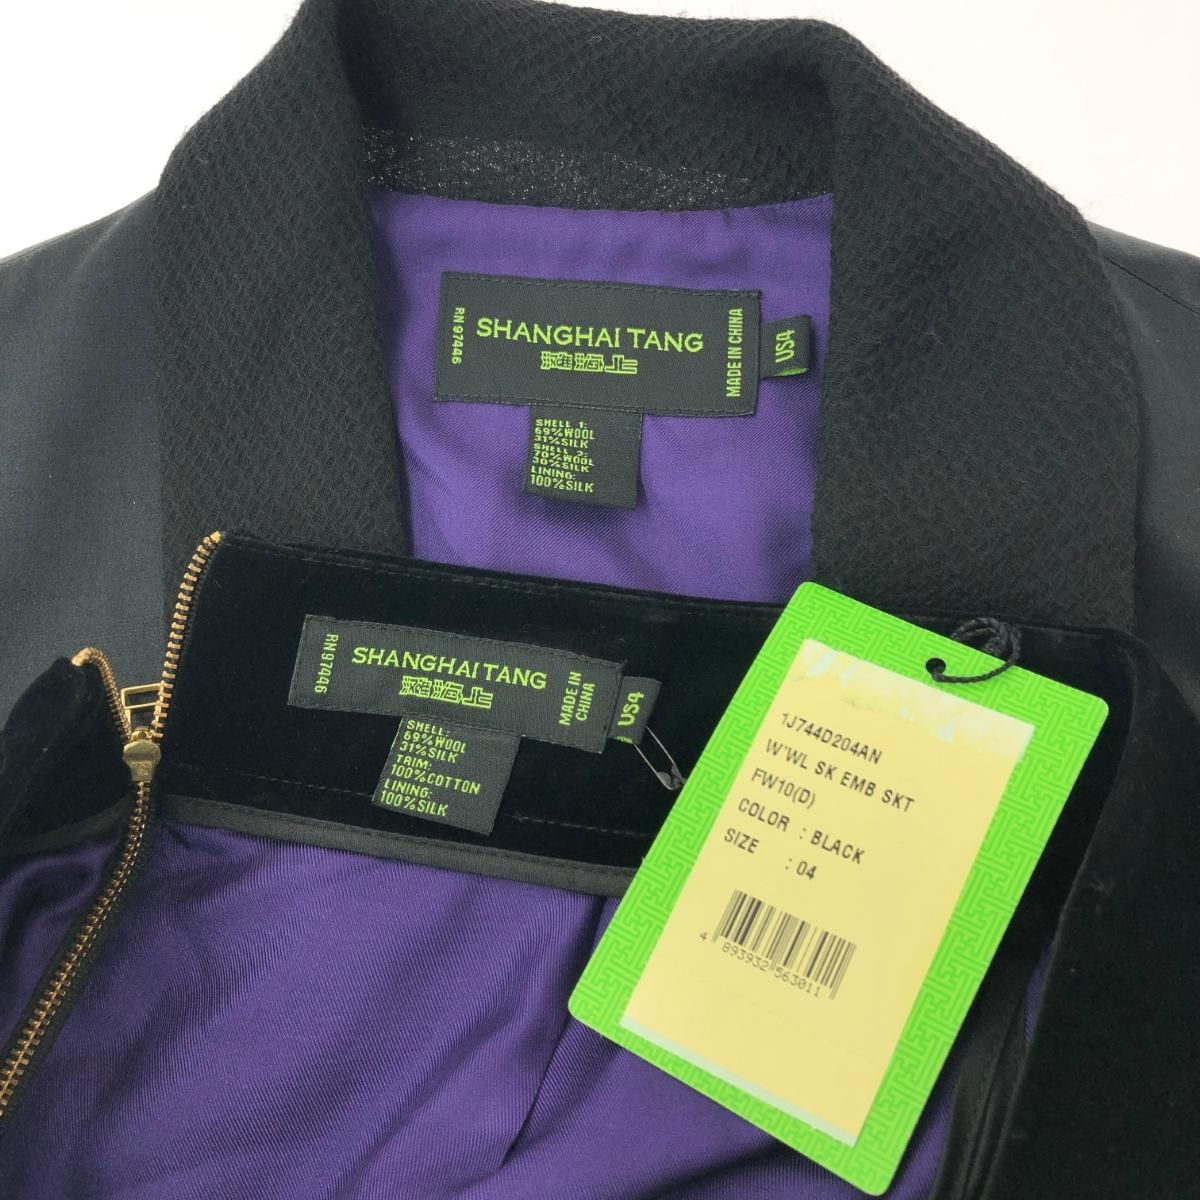 RN 97446
SHANGHAI TANG
灘海上
MADE IN CHINA
US4
SHELL 1:
69%WOOL
31%SILK
SHELL 2:
70%WOOL
30%SILK
LINING:
100%SILK
RN 97446
SHANGHAI TANG
灘海上
MADE IN
CHINA
US4
SHELL:
69%WOOL
31%SILK
TRIM:
100%COTTON
LINING:
100%SILK
1J744D204AN
W'WL SK EMB SKT
FW10(D)
COLOR : BLACK
SIZE : 04
4 893932 563011